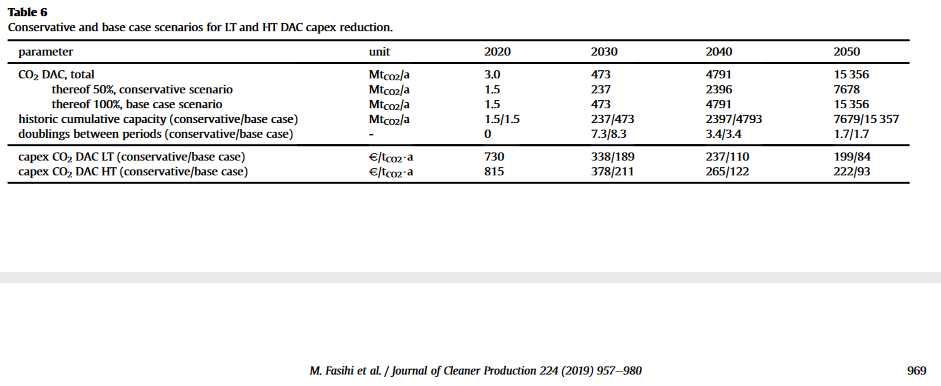 Table 6
Conservative and base case scenarios for LT and HT DAC capex reduction.
parameter unit 2020 2030 2040 2050
CO₂ DAC, total Mt_CO2/a 3.0 473 4791 15 356
thereof 50%, conservative scenario Mt_CO2/a 1.5 237 2396 7678
thereof 100%, base case scenario Mt_CO2/a 1.5 473 4791 15 356
historic cumulative capacity (conservative/base case) Mt_CO2/a 1.5/1.5 237/473 2397/4793 7679/15 357
doublings between periods (conservative/base case) - 0 7.3/8.3 3.4/3.4 1.7/1.7
capex CO₂ DAC LT (conservative/base case) €/t_CO2·a 730 338/189 237/110 199/84
capex CO₂ DAC HT (conservative/base case) €/t_CO2·a 815 378/211 265/122 222/93
M. Fasihi et al. / Journal of Cleaner Production 224 (2019) 957–980 969